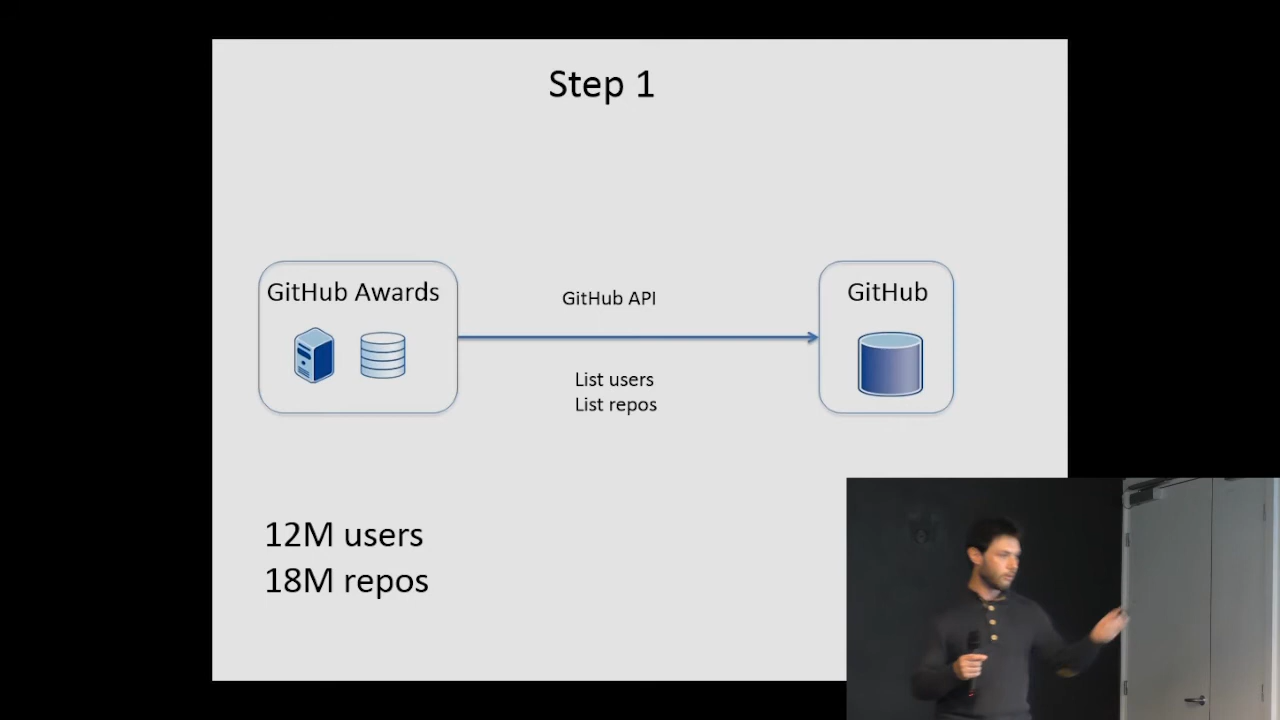 Step 1
GitHub Awards
GitHub API
GitHub
List users
List repos
12M users
18M repos